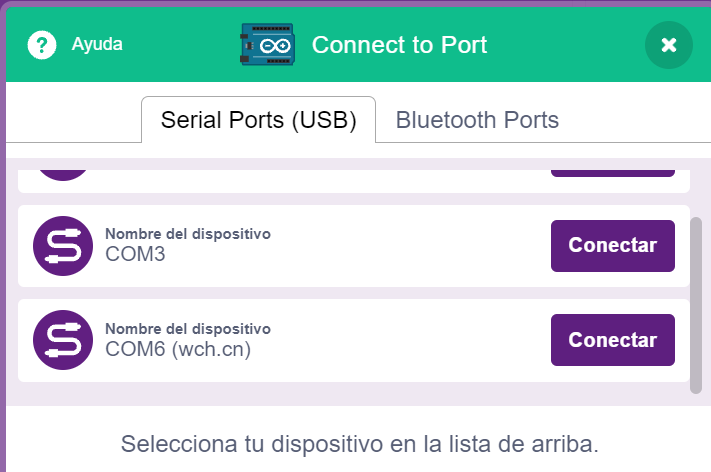 Ayuda
Connect to Port
Serial Ports (USB)
Bluetooth Ports
Nombre del dispositivo
COM3
Conectar
Nombre del dispositivo
COM6 (wch.cn)
Conectar
Selecciona tu dispositivo en la lista de arriba.